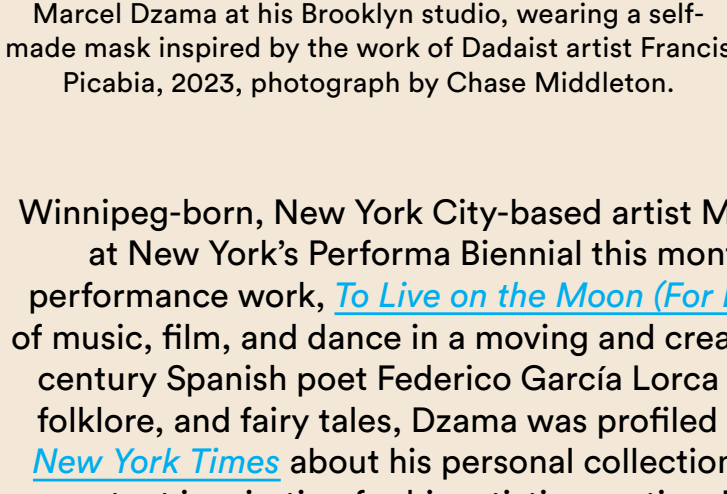 Marcel Dzama at his Brooklyn studio, wearing a self-
made mask inspired by the work of Dadaist artist Francis
Picabia, 2023, photograph by Chase Middleton.
Winnipeg-born, New York City-based artist M
at New York's Performa Biennial this mon
performance work, To Live on the Moon (For
of music, film, and dance in a moving and crea
century Spanish poet Federico García Lorca
folklore, and fairy tales, Dzama was profiled
New York Times about his personal collection